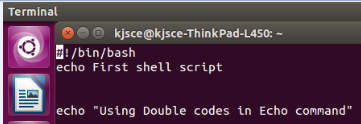 Terminal
kjsce@kjsce-ThinkPad-L450: ~
#!/bin/bash
echo First shell script
echo "Using Double codes in Echo command"